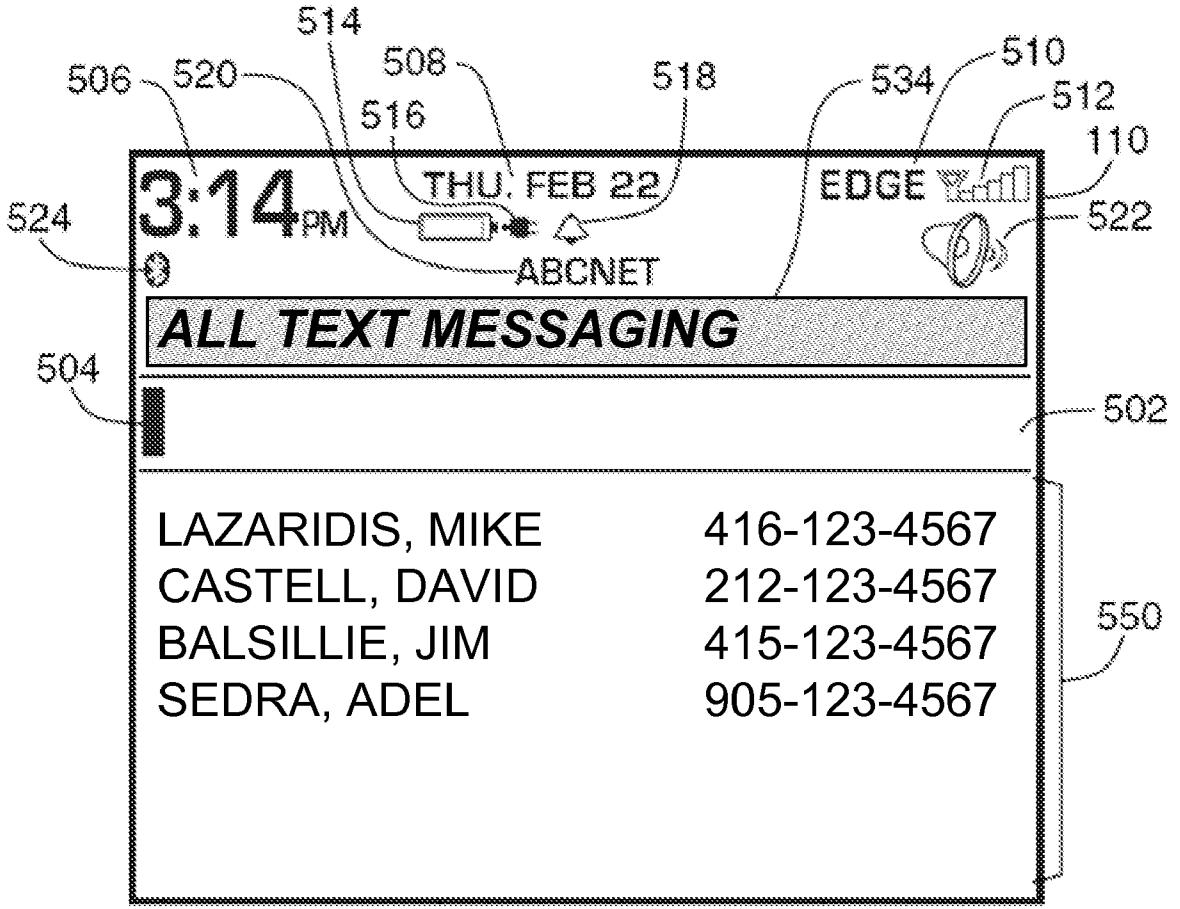 514
506 520 508 518 534 510
516 512
110
3:14PM THU. FEB 22 EDGE
524 522
ABCNET
ALL TEXT MESSAGING
504
502
LAZARIDIS, MIKE 416-123-4567
CASTELL, DAVID 212-123-4567
BALSILLIE, JIM 415-123-4567
550
SEDRA, ADEL 905-123-4567